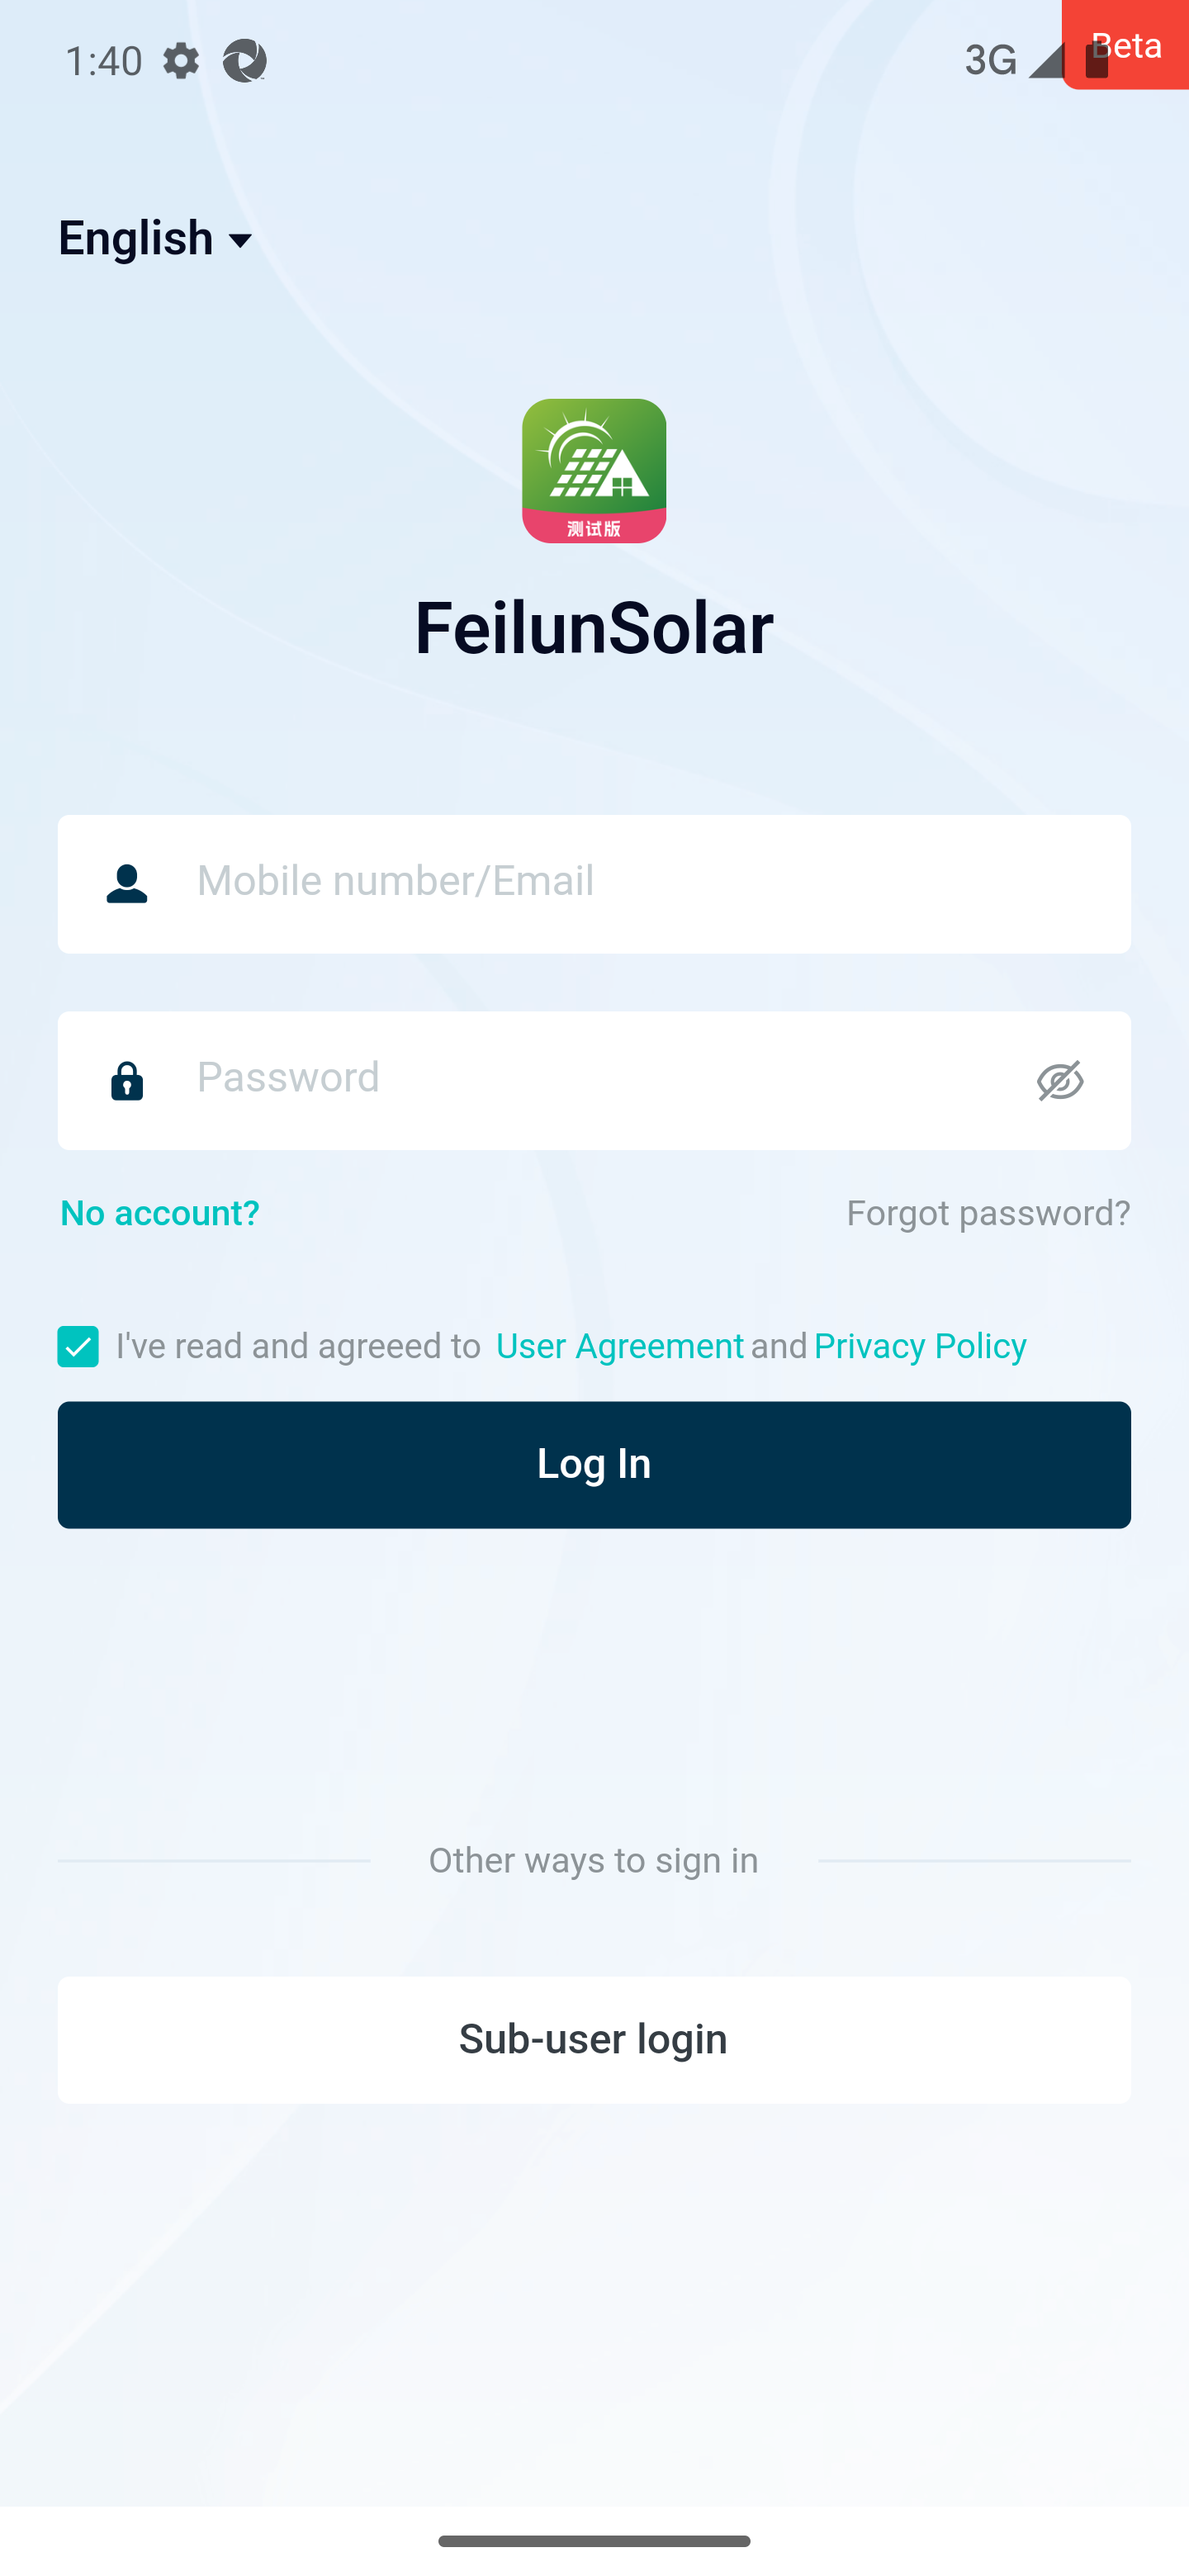 1:40
3G
Beta
English
测试版
FeilunSolar
Mobile number/Email
Password
No account?
Forgot password?
I've read and agreeed to User Agreement and Privacy Policy
Log In
Other ways to sign in
Sub-user login